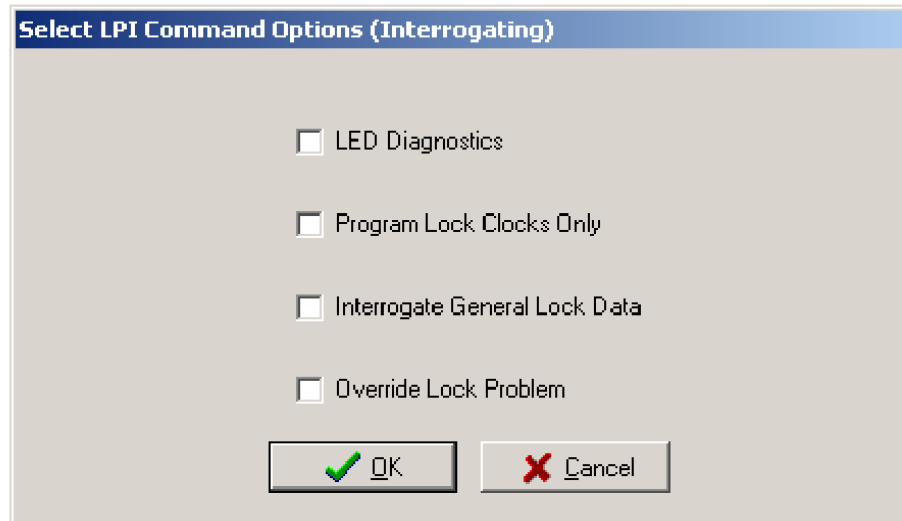 Select LPI Command Options (Interrogating)
LED Diagnostics
Program Lock Clocks Only
Interrogate General Lock Data
Override Lock Problem
OK Cancel